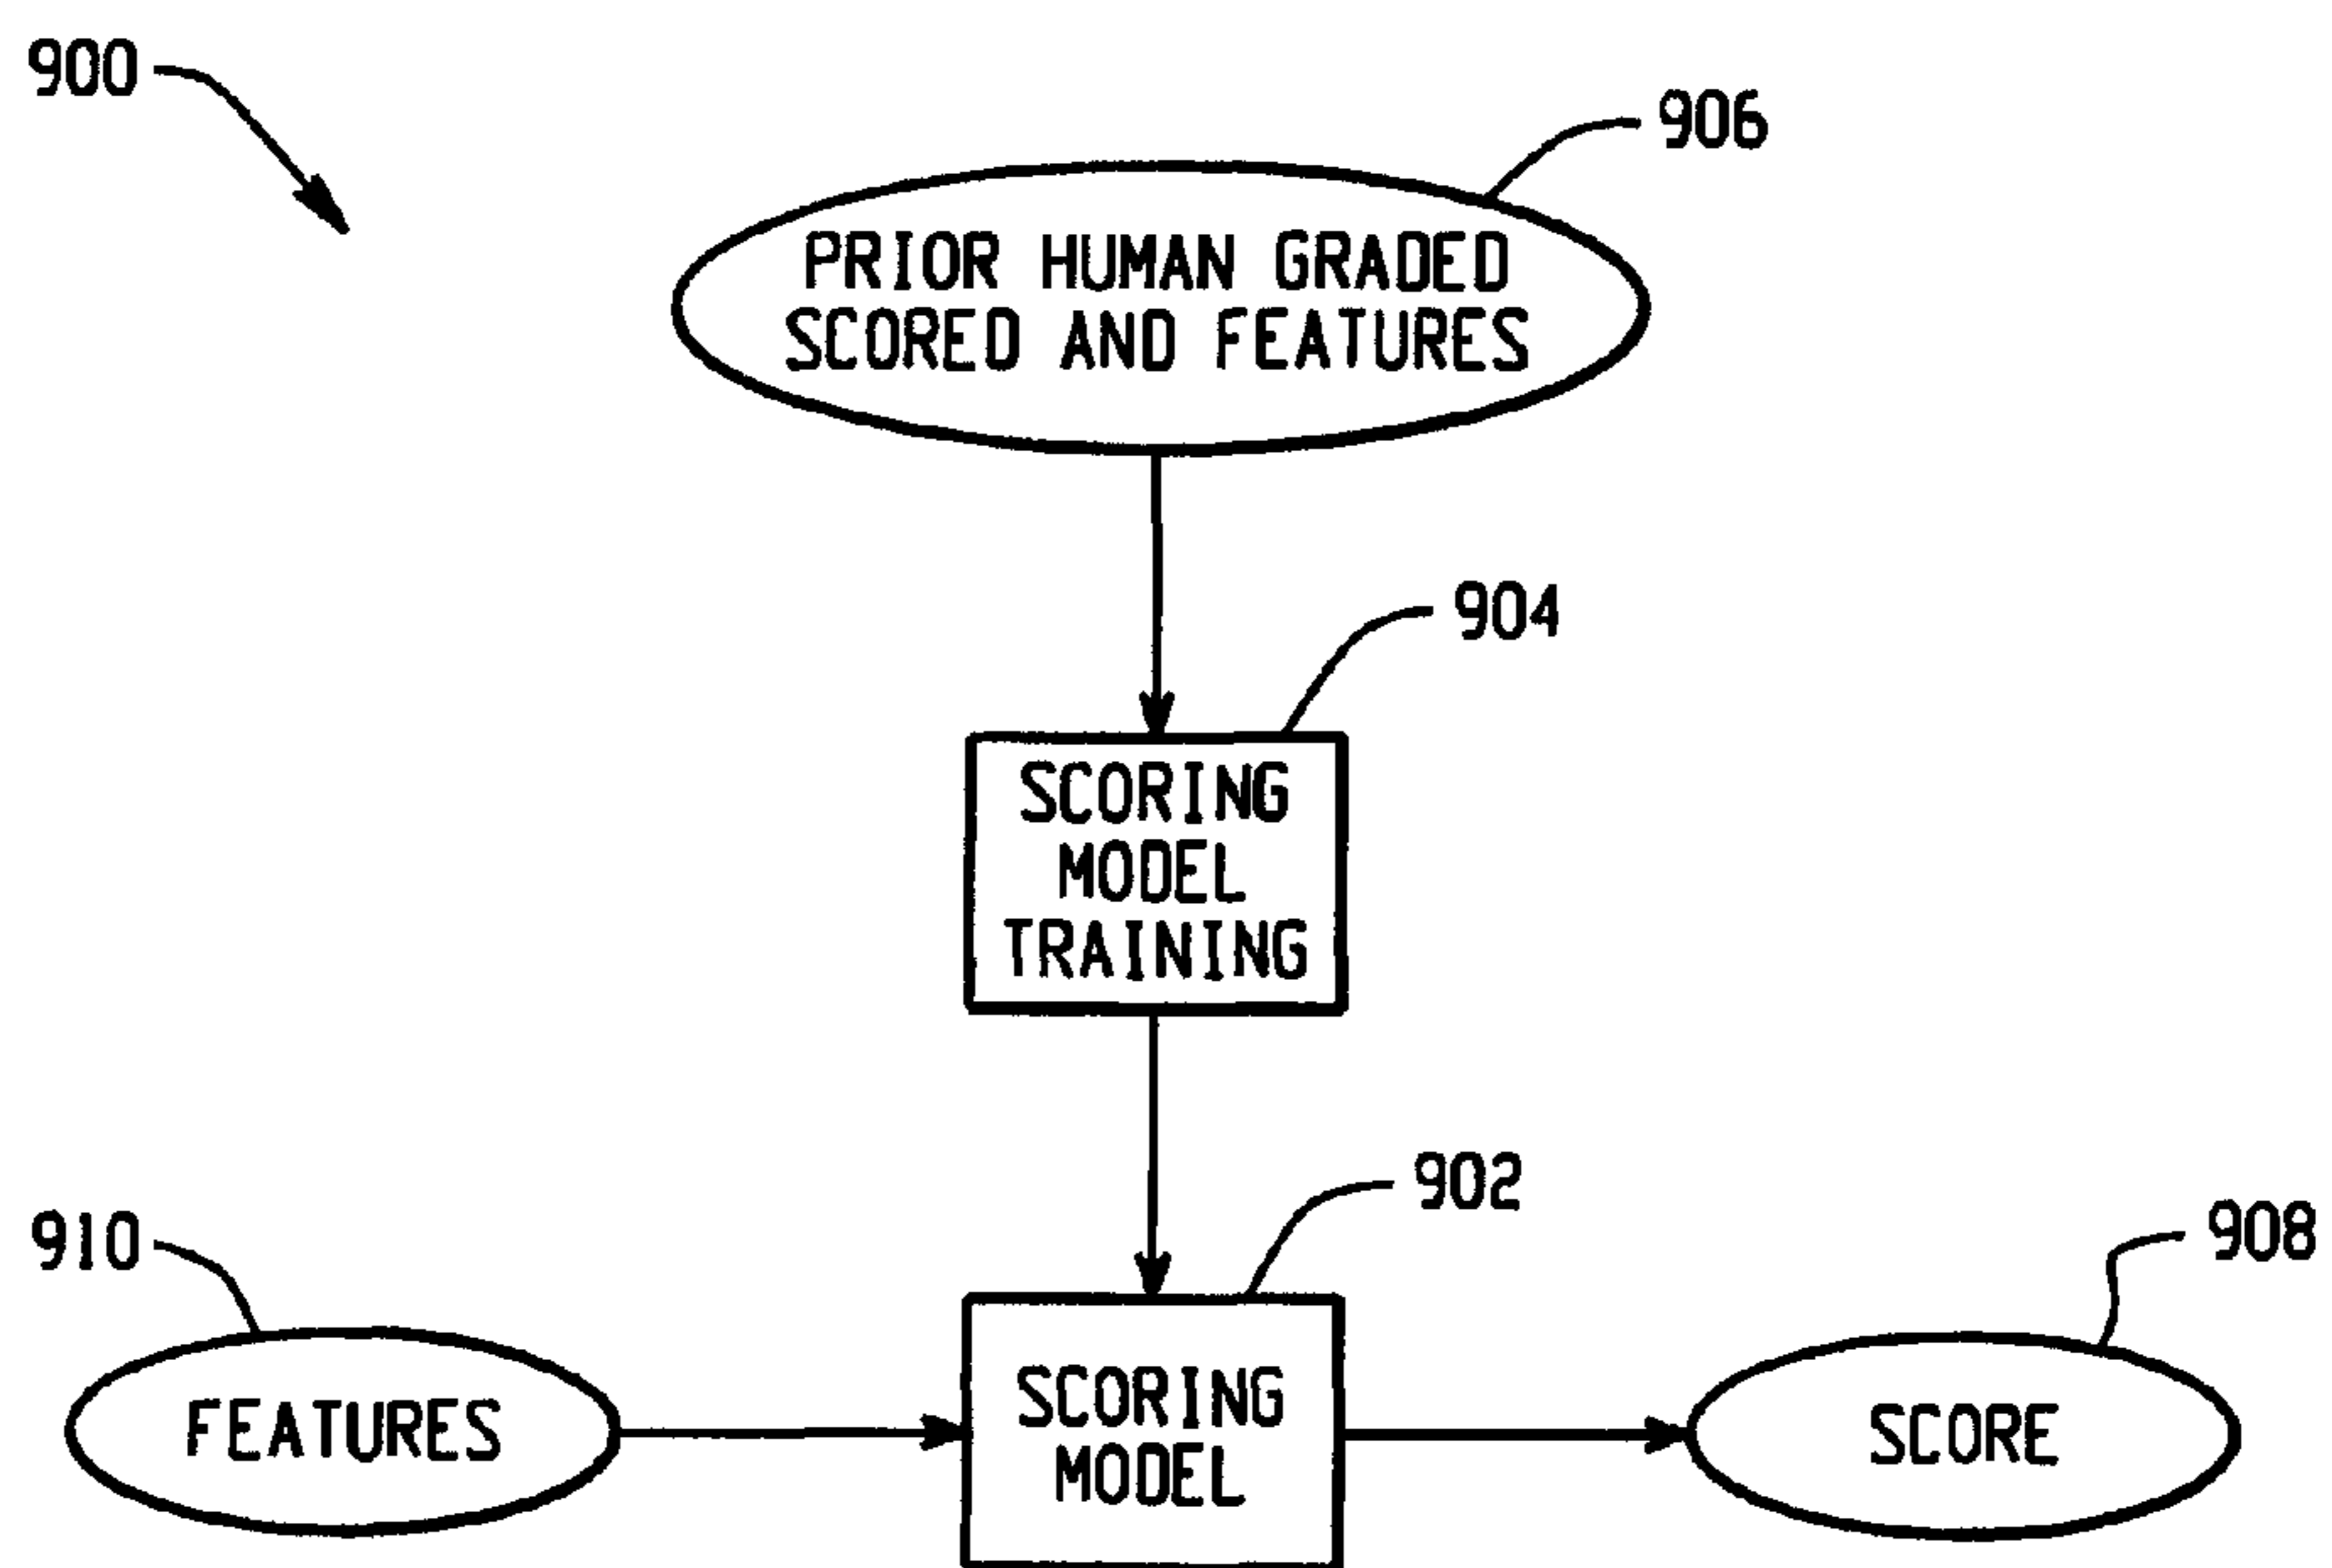 900
906
PRIOR HUMAN GRADED
SCORED AND FEATURES
904
SCORING
MODEL
TRAINING
902
910
908
FEATURES
SCORING
MODEL
SCORE